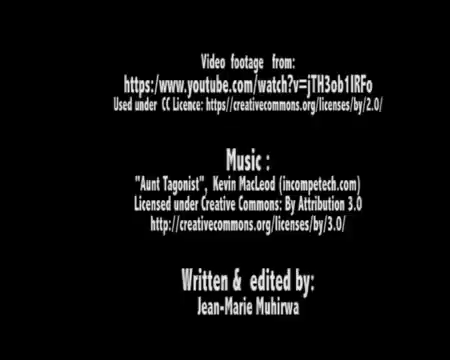 Video footage from:
https:/www.youtube.com/watch?v=jTH3ob1IRFo
Used under CC Licence: https//creativecommons.org/licenses/by/2.0/
Music :
"Aunt Tagonist", Kevin MacLeod (incompetech.com)
Licensed under Creative Commons: By Attribution 3.0
http://creativecommons.org/licenses/by/3.0/
Written & edited by:
Jean-Marie Muhirwa